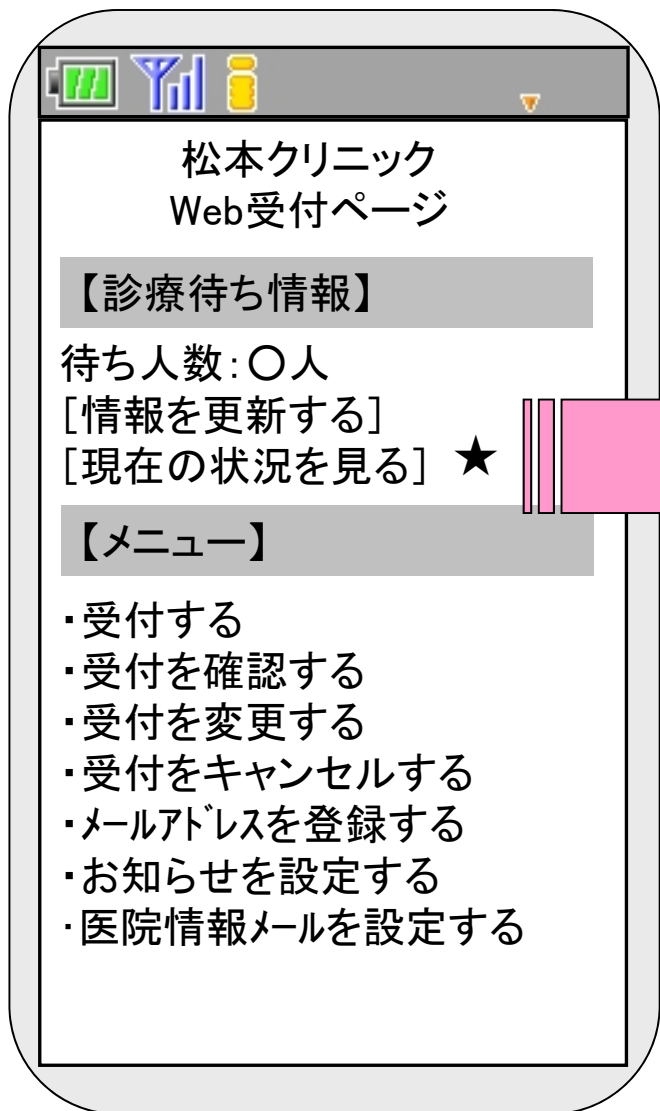 松本クリニック
Web受付ページ
【診療待ち情報】
待ち人数:〇人
[情報を更新する]
[現在の状況を見る] ★
【メニュー】
・受付する
・受付を確認する
・受付を変更する
・受付をキャンセルする
・メールアドレスを登録する
・お知らせを設定する
・医院情報メールを設定する